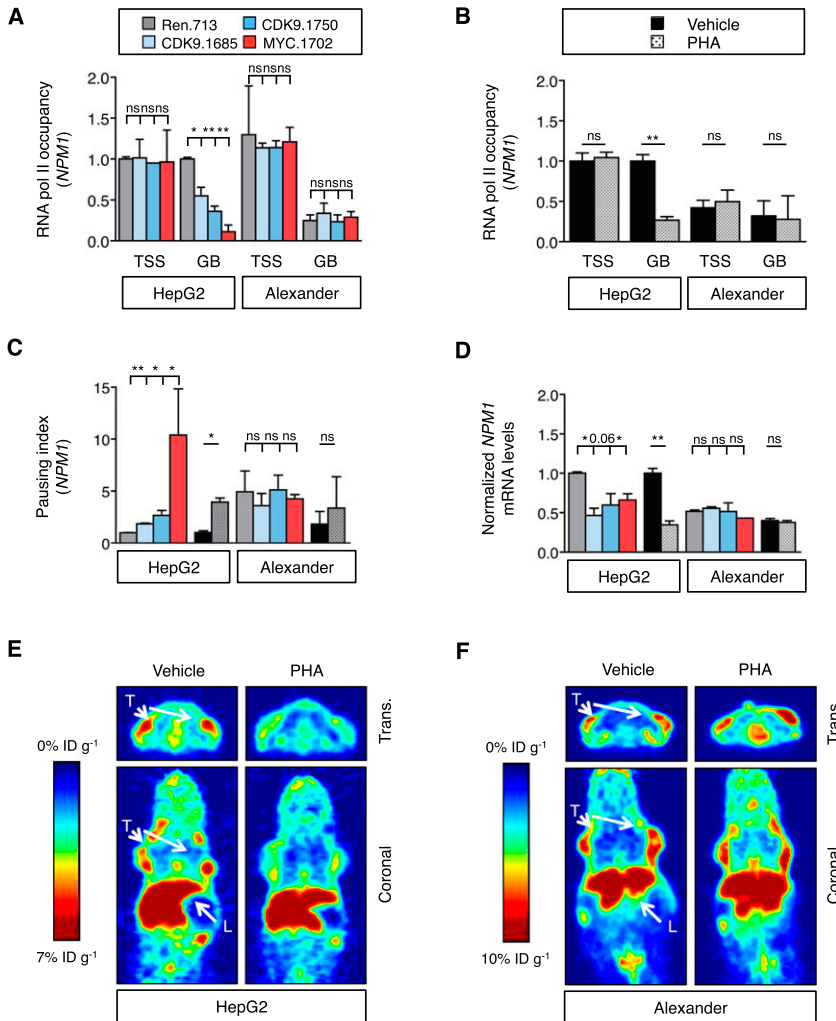 A
Ren.713 CDK9.1750
CDK9.1685 MYC.1702
RNA pol II occupancy
(NPM1)
2.0
1.5
1.0
0.5
0.0
ns ns ns
* ** **
ns ns ns
ns ns ns
TSS GB TSS GB
HepG2 Alexander
B
Vehicle
PHA
RNA pol II occupancy
(NPM1)
2.0
1.5
1.0
0.5
0.0
ns ** ns ns
TSS GB TSS GB
HepG2 Alexander
C
Pausing index
(NPM1)
15
10
5
0
** * *
*
ns ns ns
ns
HepG2 Alexander
D
Normalized NPM1
mRNA levels
2.0
1.5
1.0
0.5
0.0
* 0.06 *
**
ns ns ns
ns
HepG2 Alexander
E
Vehicle PHA
T
Trans.
0% ID g-1
T
Coronal
L
7% ID g-1
HepG2
F
Vehicle PHA
T
Trans.
0% ID g-1
T
Coronal
L
10% ID g-1
Alexander